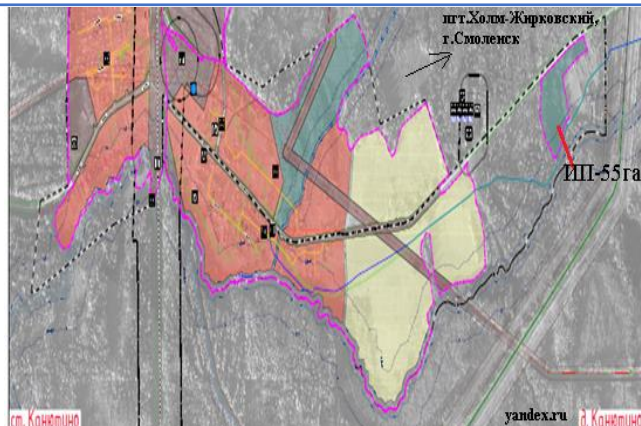 пгт.Холм-Жирковский,
г.Смоленск
ИП-55га
ст. Канютино
yandex.ru
д. Канютино